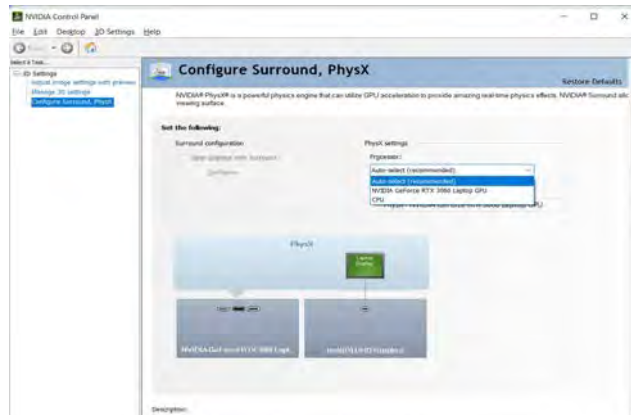 NVIDIA Control Panel
File Edit Desktop 3D Settings Help
Select a Task...
3D Settings
Adjust image settings with preview
Manage 3D settings
Configure Surround, PhysX
Configure Surround, PhysX
Restore Defaults
NVIDIA® PhysX® is a powerful physics engine that can utilize GPU acceleration to provide amazing real-time physics effects. NVIDIA® Surround
viewing surface.
Set the following:
Surround configuration
PhysX settings
Span displays with Surround
Processor:
Configure
Auto-select (recommended)
Auto-select (recommended)
NVIDIA GeForce RTX 3060 Laptop GPU
CPU
PhysX
Laptop
Display
Description: